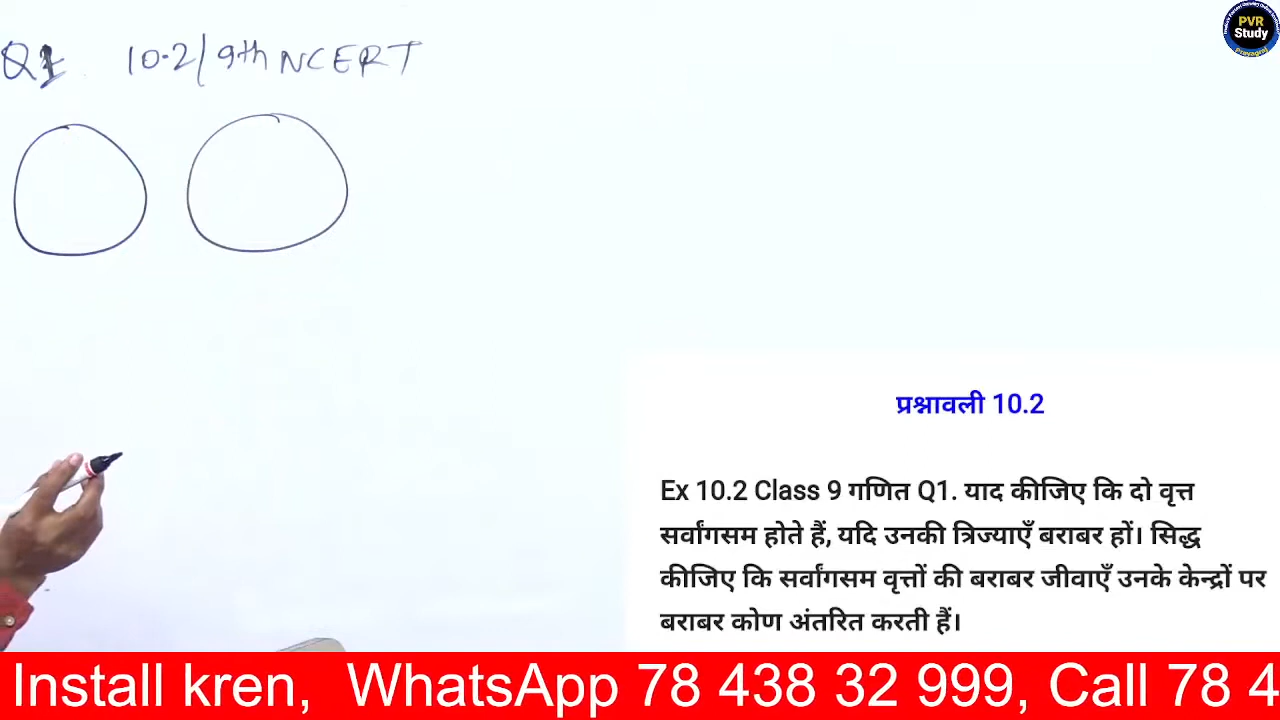 Q1 10.2/9th NCERT
PVR
Study
Prayagraj
प्रश्नावली 10.2
Ex 10.2 Class 9 गणित Q1. याद कीजिए कि दो वृत्त
सर्वांगसम होते हैं, यदि उनकी त्रिज्याएँ बराबर हों। सिद्ध
कीजिए कि सर्वांगसम वृत्तों की बराबर जीवाएँ उनके केन्द्रों पर
बराबर कोण अंतरित करती हैं।
Install kren, WhatsApp 78 438 32 999, Call 78 4